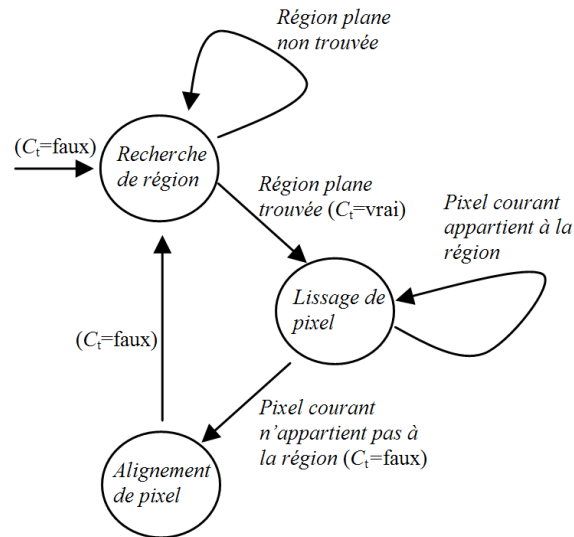 Région plane
non trouvée
(Ct=faux)
Recherche
de région
Région plane
trouvée (Ct=vrai)
Pixel courant
appartient à la
région
Lissage de
pixel
(Ct=faux)
Pixel courant
n'appartient pas à
la région (Ct=faux)
Alignement
de pixel